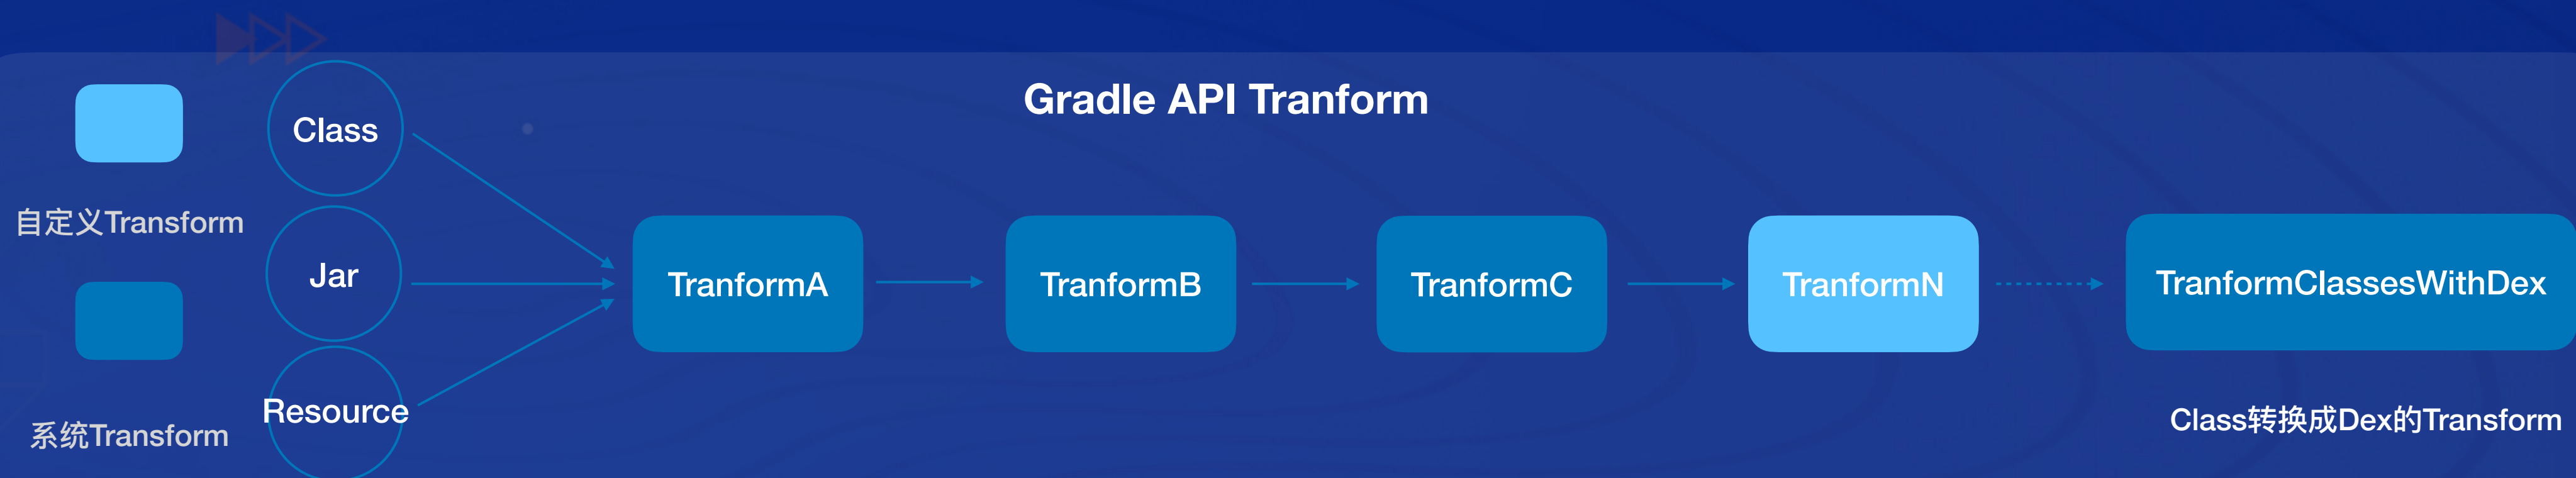 Gradle API Tranform
自定义Transform
系统Transform
Class
Jar
Resource
TranformA
TranformB
TranformC
TranformN
TranformClassesWithDex
Class转换成Dex的Transform